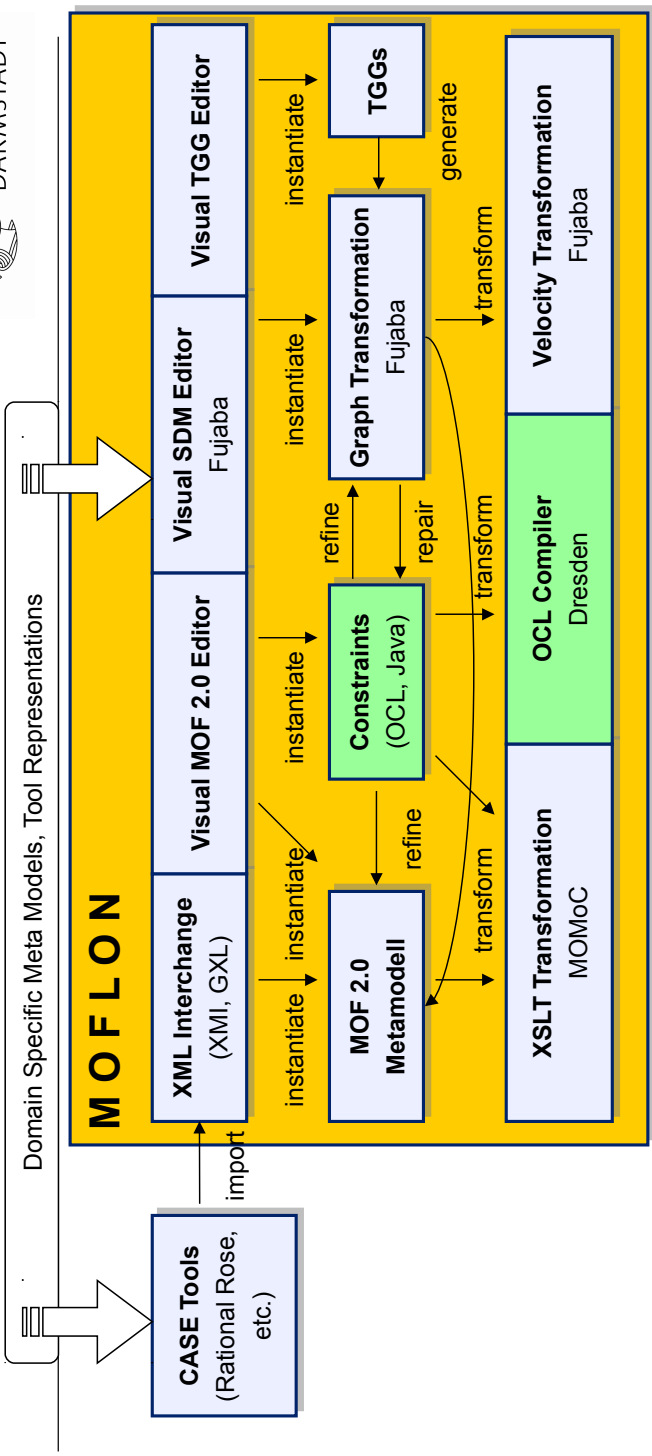 DARMSTADT
Domain Specific Meta Models, Tool Representations
MOFLON
CASE Tools
(Rational Rose,
etc.)
import
XML Interchange
(XMI, GXL)
Visual MOF 2.0 Editor
Visual SDM Editor
Fujaba
Visual TGG Editor
instantiate
instantiate
instantiate
instantiate
instantiate
MOF 2.0
Metamodell
refine
Constraints
(OCL, Java)
refine
repair
Graph Transformation
Fujaba
TGGs
generate
transform
transform
transform
XSLT Transformation
MOMoC
OCL Compiler
Dresden
Velocity Transformation
Fujaba